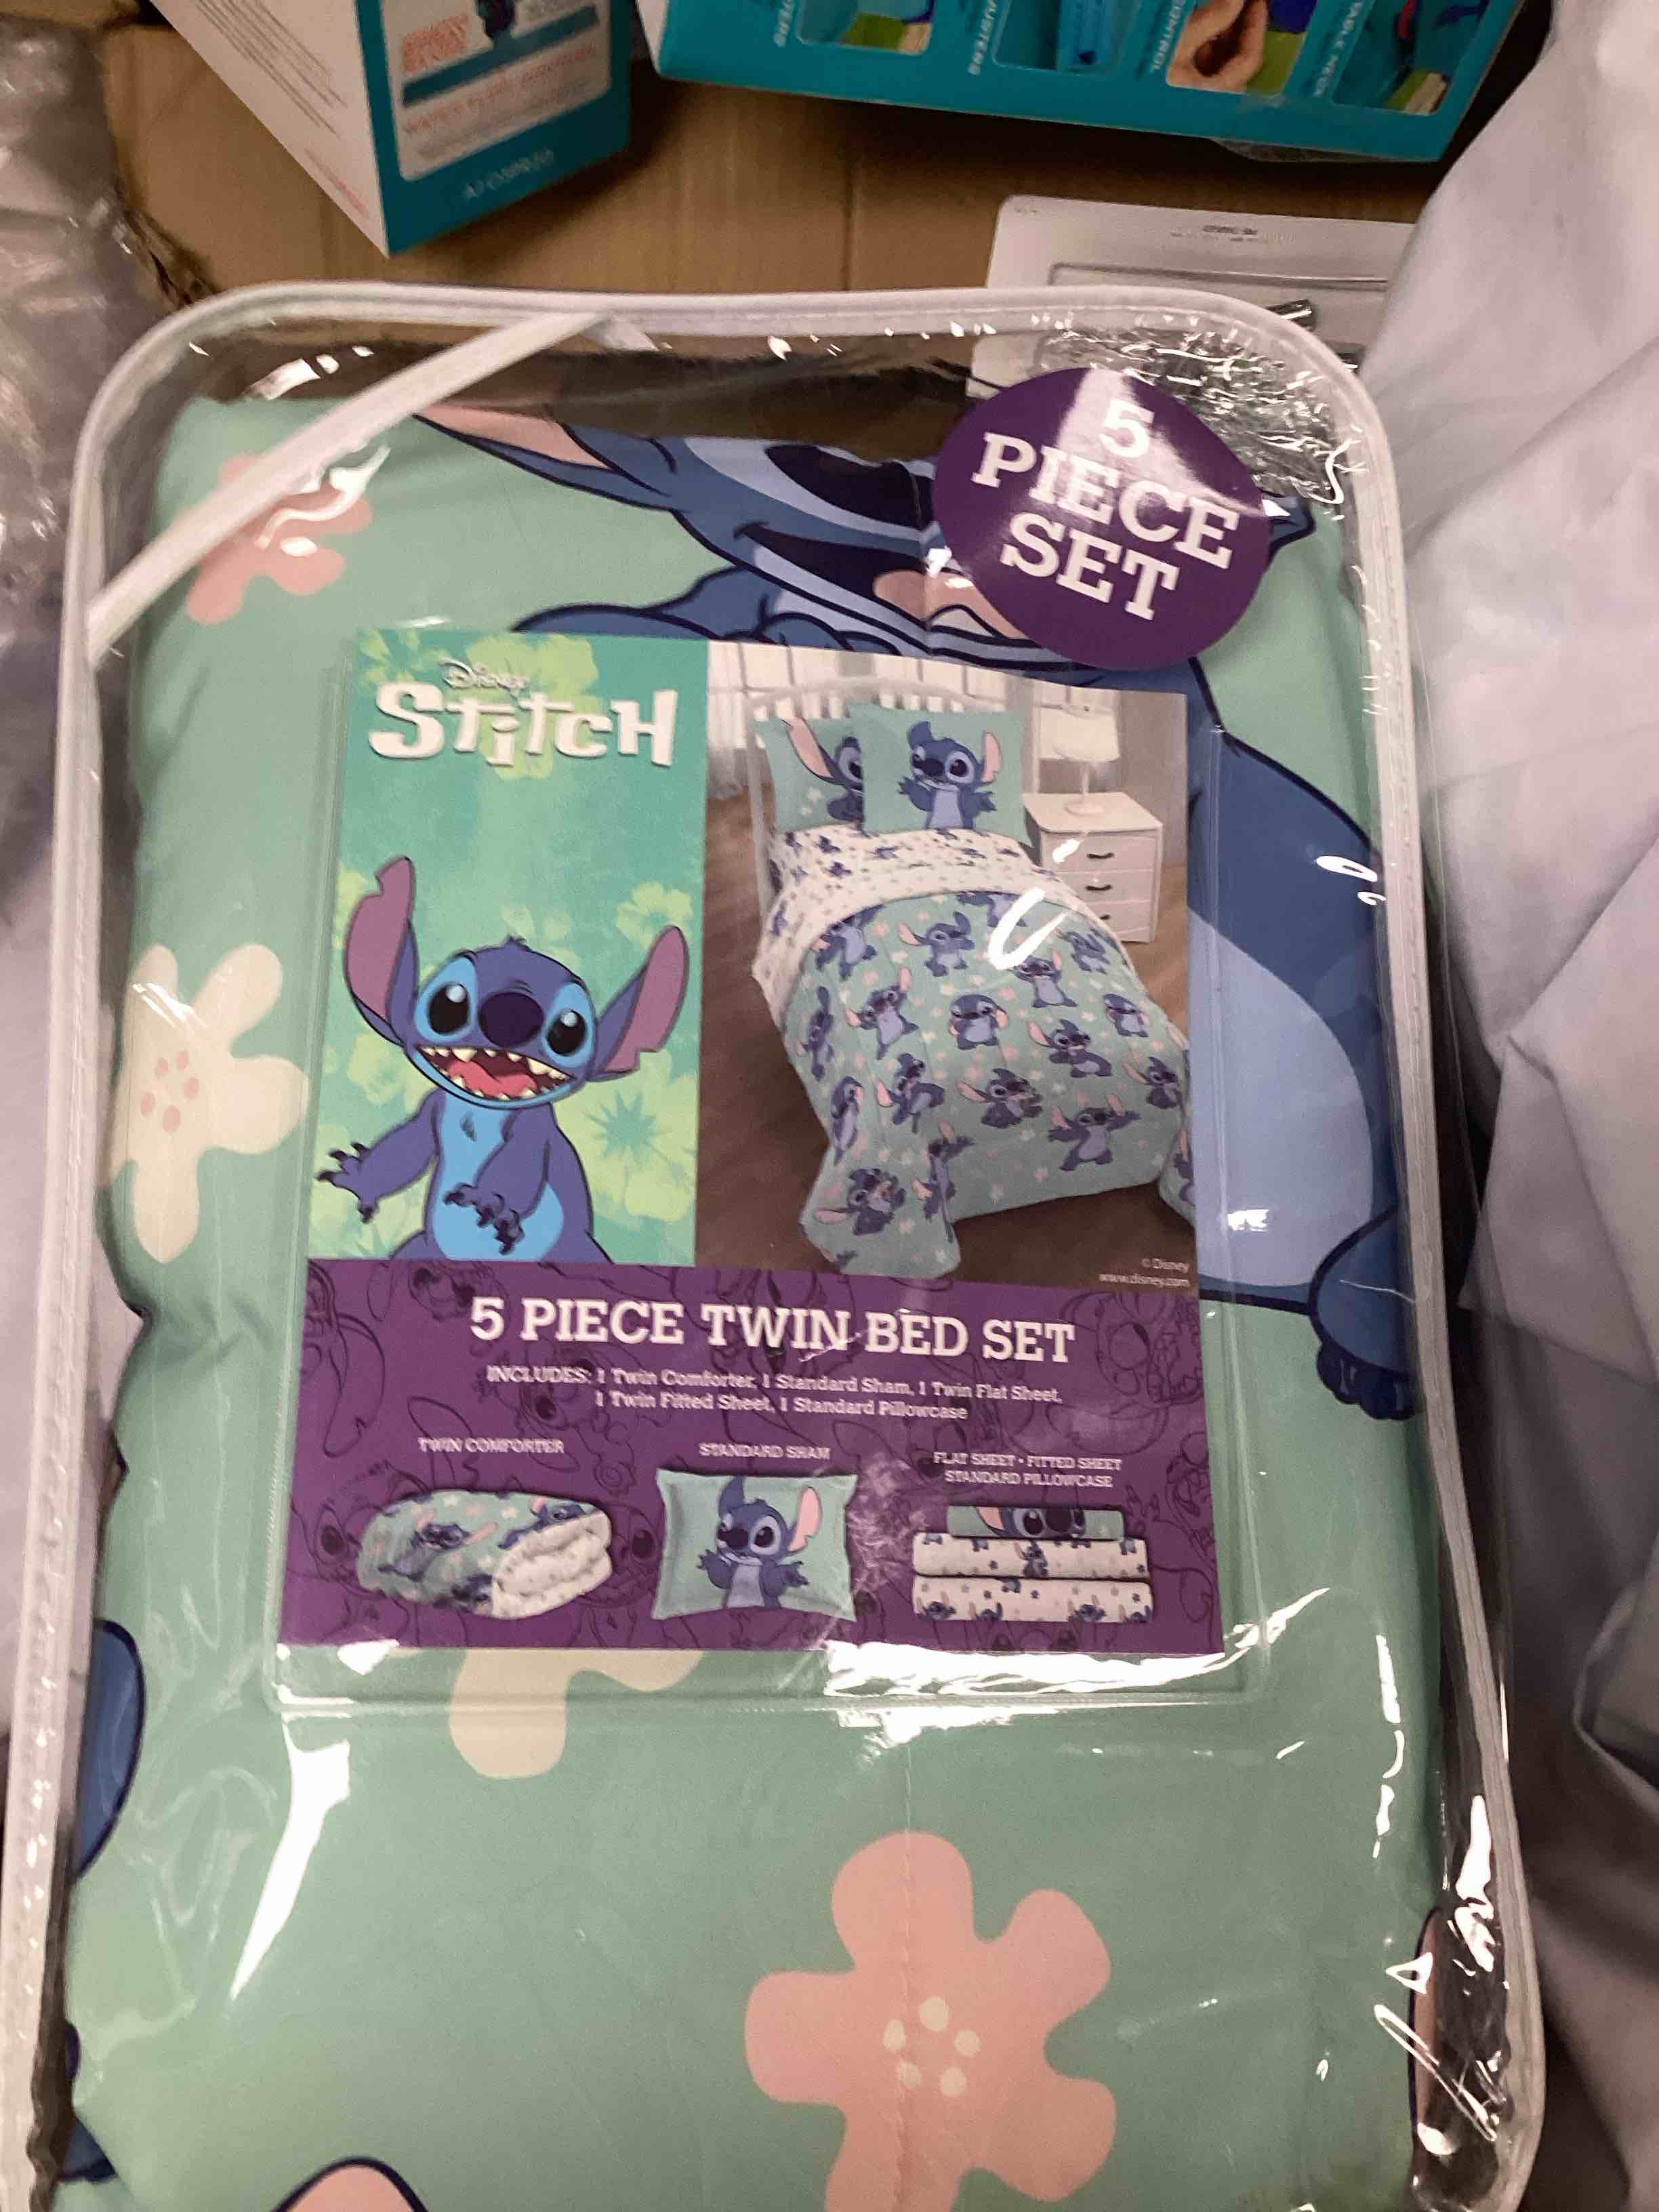 5
PIECE
SET
Disney
Stitch
© Disney
www.disney.com
5 PIECE TWIN BED SET
INCLUDES: 1 Twin Comforter, 1 Standard Sham, 1 Twin Flat Sheet,
1 Twin Fitted Sheet, 1 Standard Pillowcase
TWIN COMFORTER
STANDARD SHAM
FLAT SHEET • FITTED SHEET
STANDARD PILLOWCASE